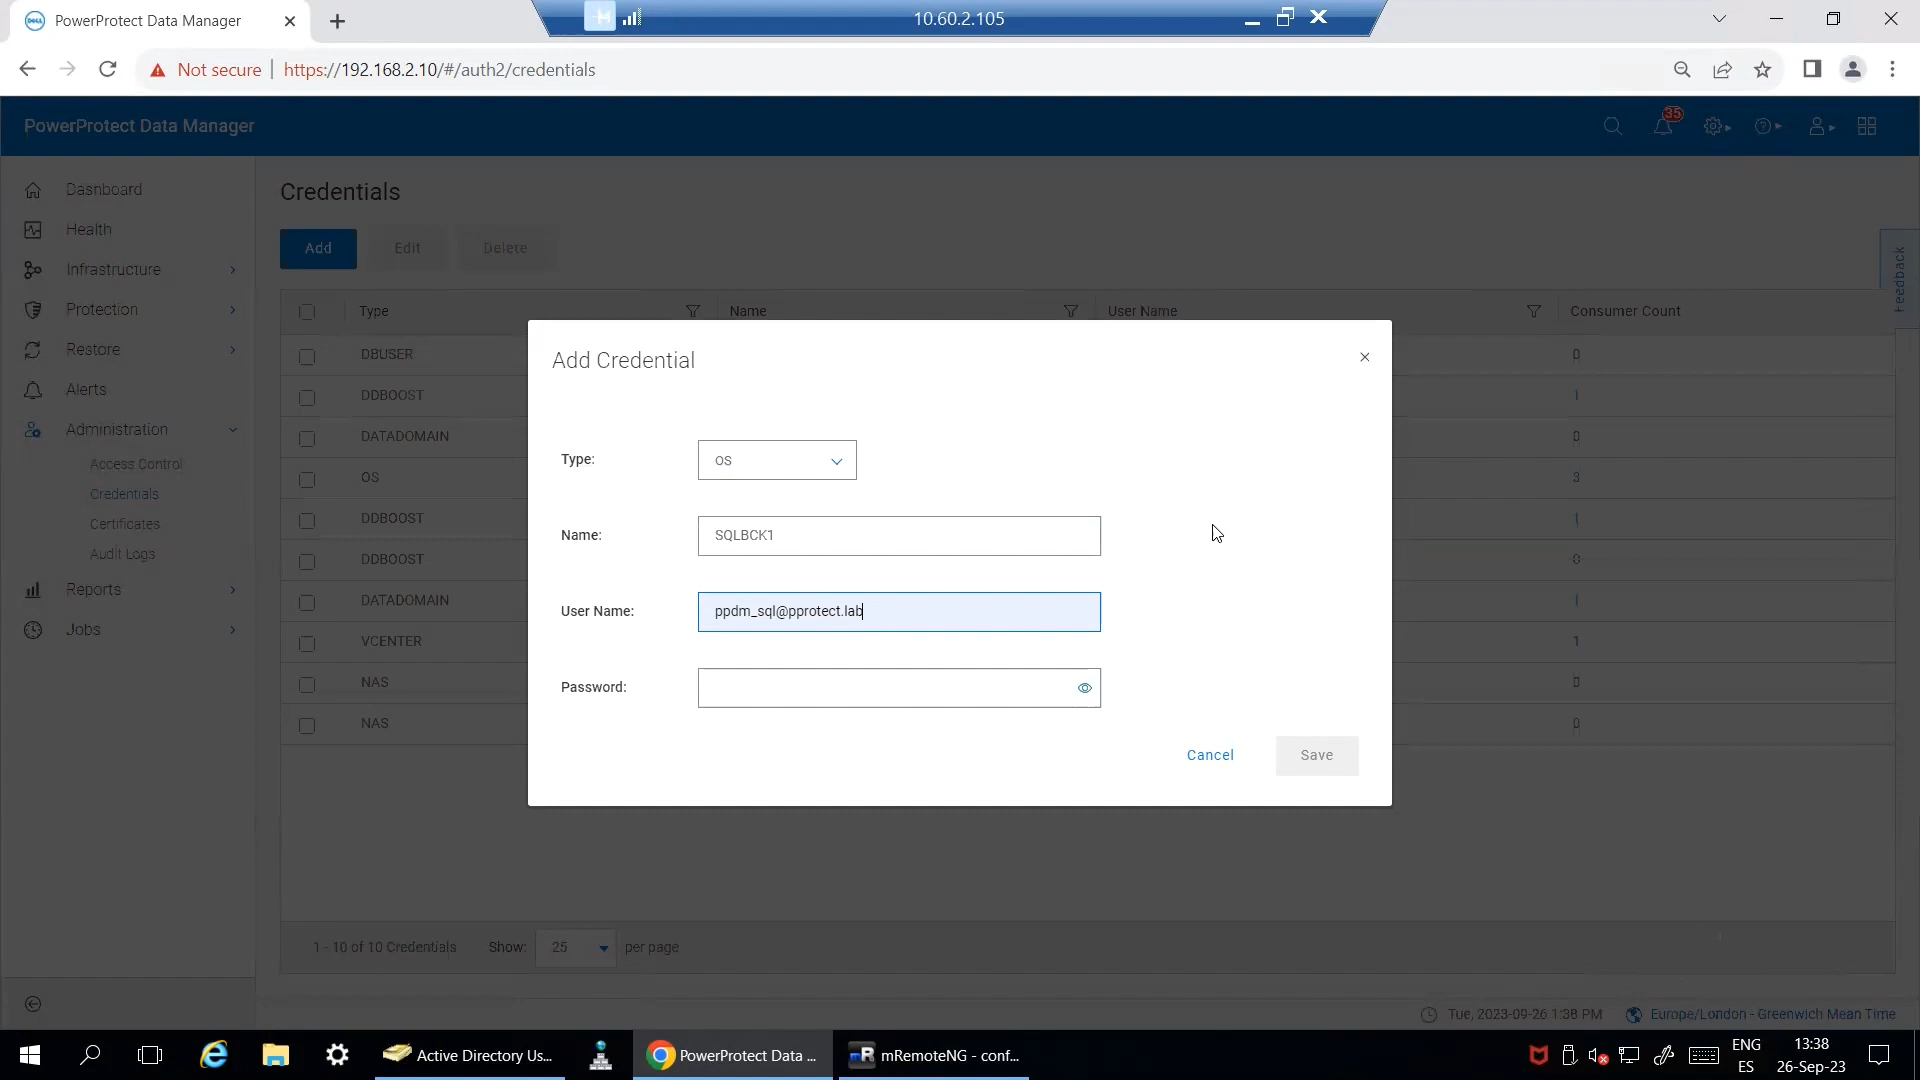 PowerProtect Data Manager
10.60.2.105
Not secure
https://192.168.2.10/#/auth2/credentials
PowerProtect Data Manager
35
Dashboard
Health
Infrastructure
Protection
Restore
Alerts
Administration
Access Control
Credentials
Certificates
Audit Logs
Reports
Jobs
Credentials
Add
Edit
Delete
Feedback
Type
Name
User Name
Consumer Count
DBUSER
0
DDBOOST
1
DATADOMAIN
0
OS
3
DDBOOST
1
DDBOOST
0
DATADOMAIN
1
VCENTER
1
NAS
0
NAS
0
Add Credential
Type:
OS
Name:
SQLBCK1
User Name:
ppdm_sql@pprotect.lab
Password:
Cancel
Save
1 - 10 of 10 Credentials
Show:
25
per page
Tue, 2023-09-26 1:38 PM
Europe/London - Greenwich Mean Time
Active Directory Us...
PowerProtect Data ...
mRemoteNG - conf...
ENG
ES
13:38
26-Sep-23